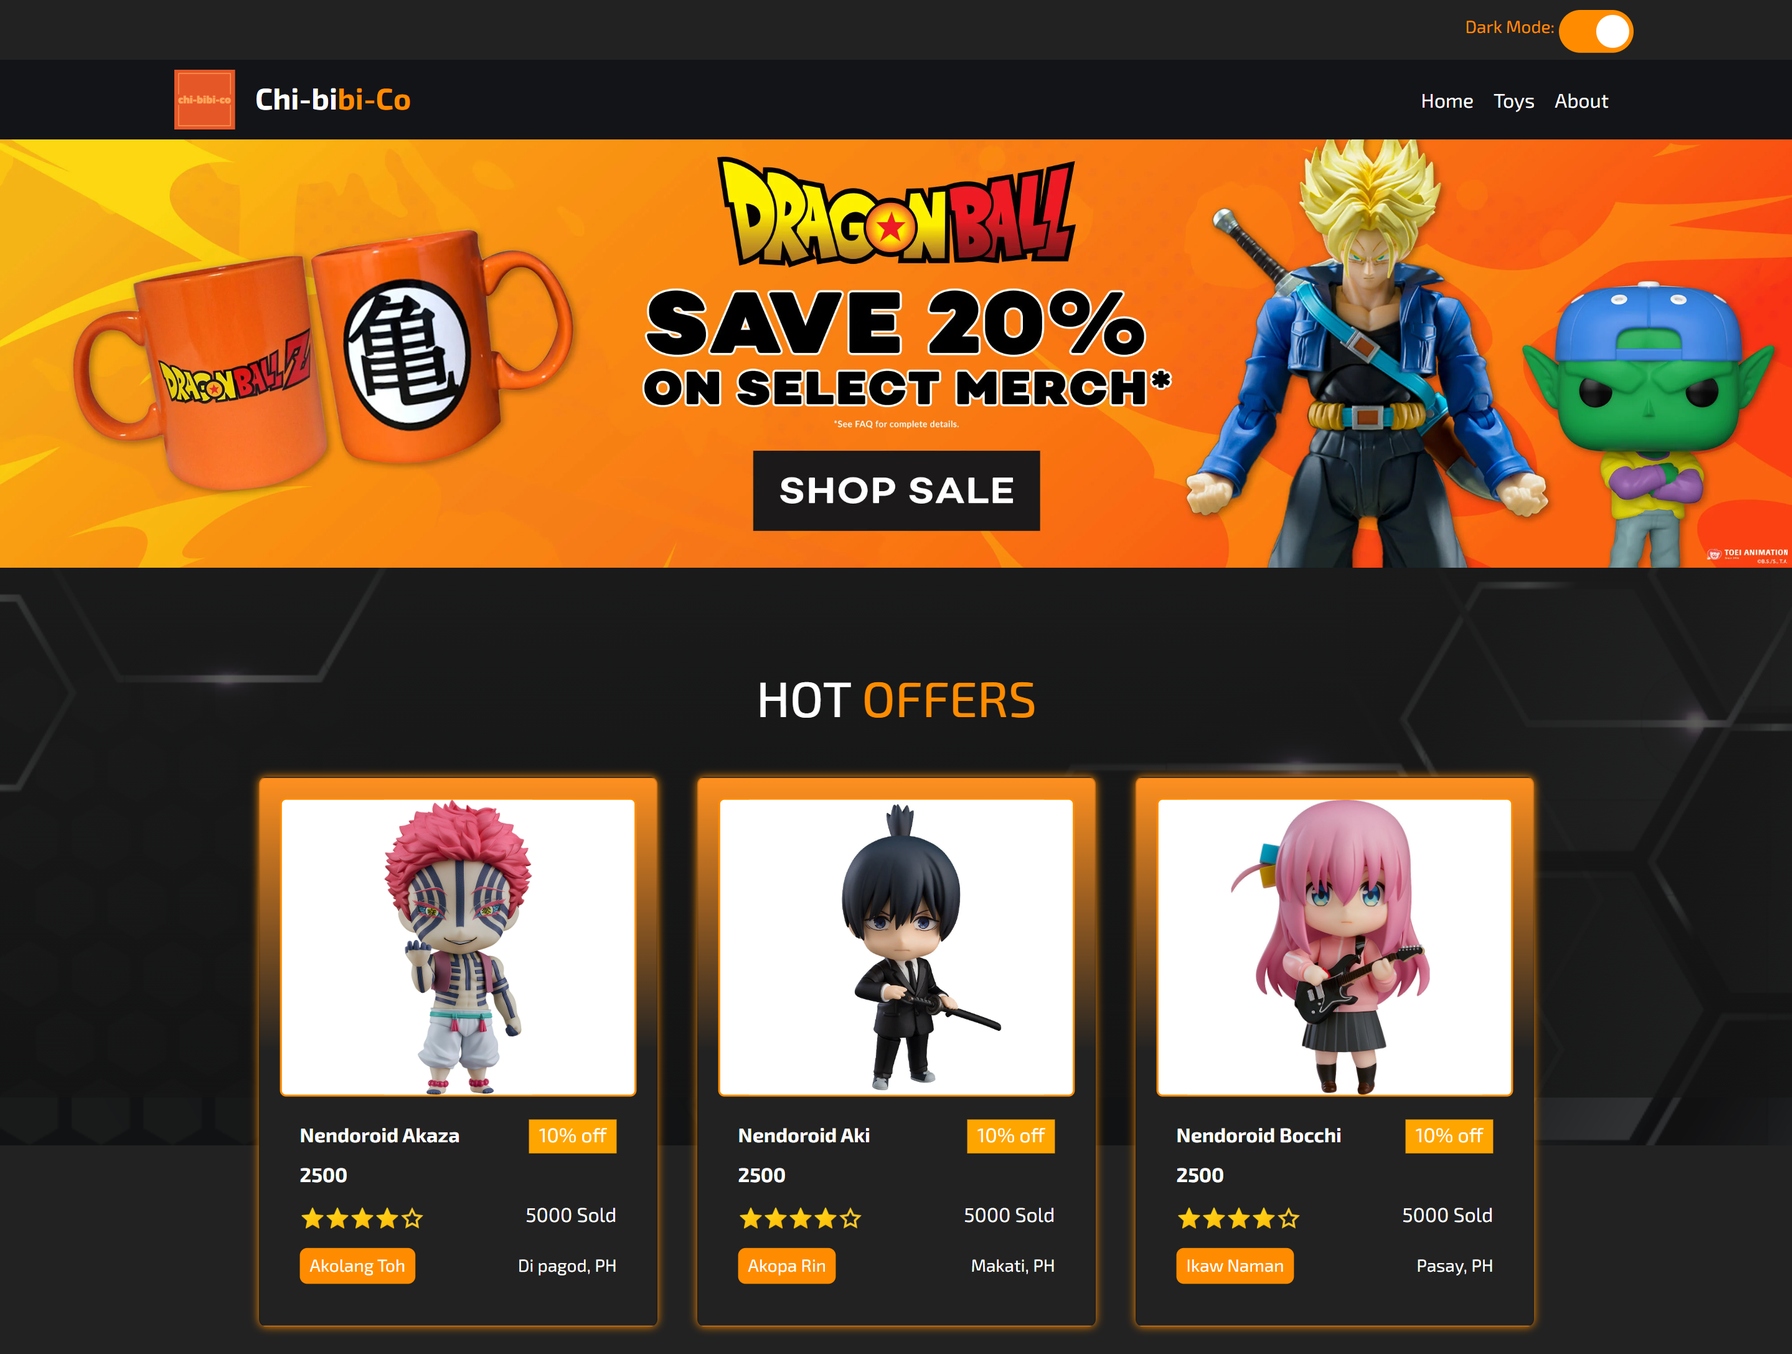 Dark Mode:
chi-bibi-co
Chi-bibi-Co
Home Toys About
DRAGON BALL
SAVE 20%
ON SELECT MERCH*
*See FAQ for complete details.
SHOP SALE
DRAGONBALL Z
亀
TOEI ANIMATION
HOT OFFERS
Nendoroid Akaza
10% off
2500
5000 Sold
Akolang Toh
Di pagod, PH
Nendoroid Aki
10% off
2500
5000 Sold
Akopa Rin
Makati, PH
Nendoroid Bocchi
10% off
2500
5000 Sold
Ikaw Naman
Pasay, PH